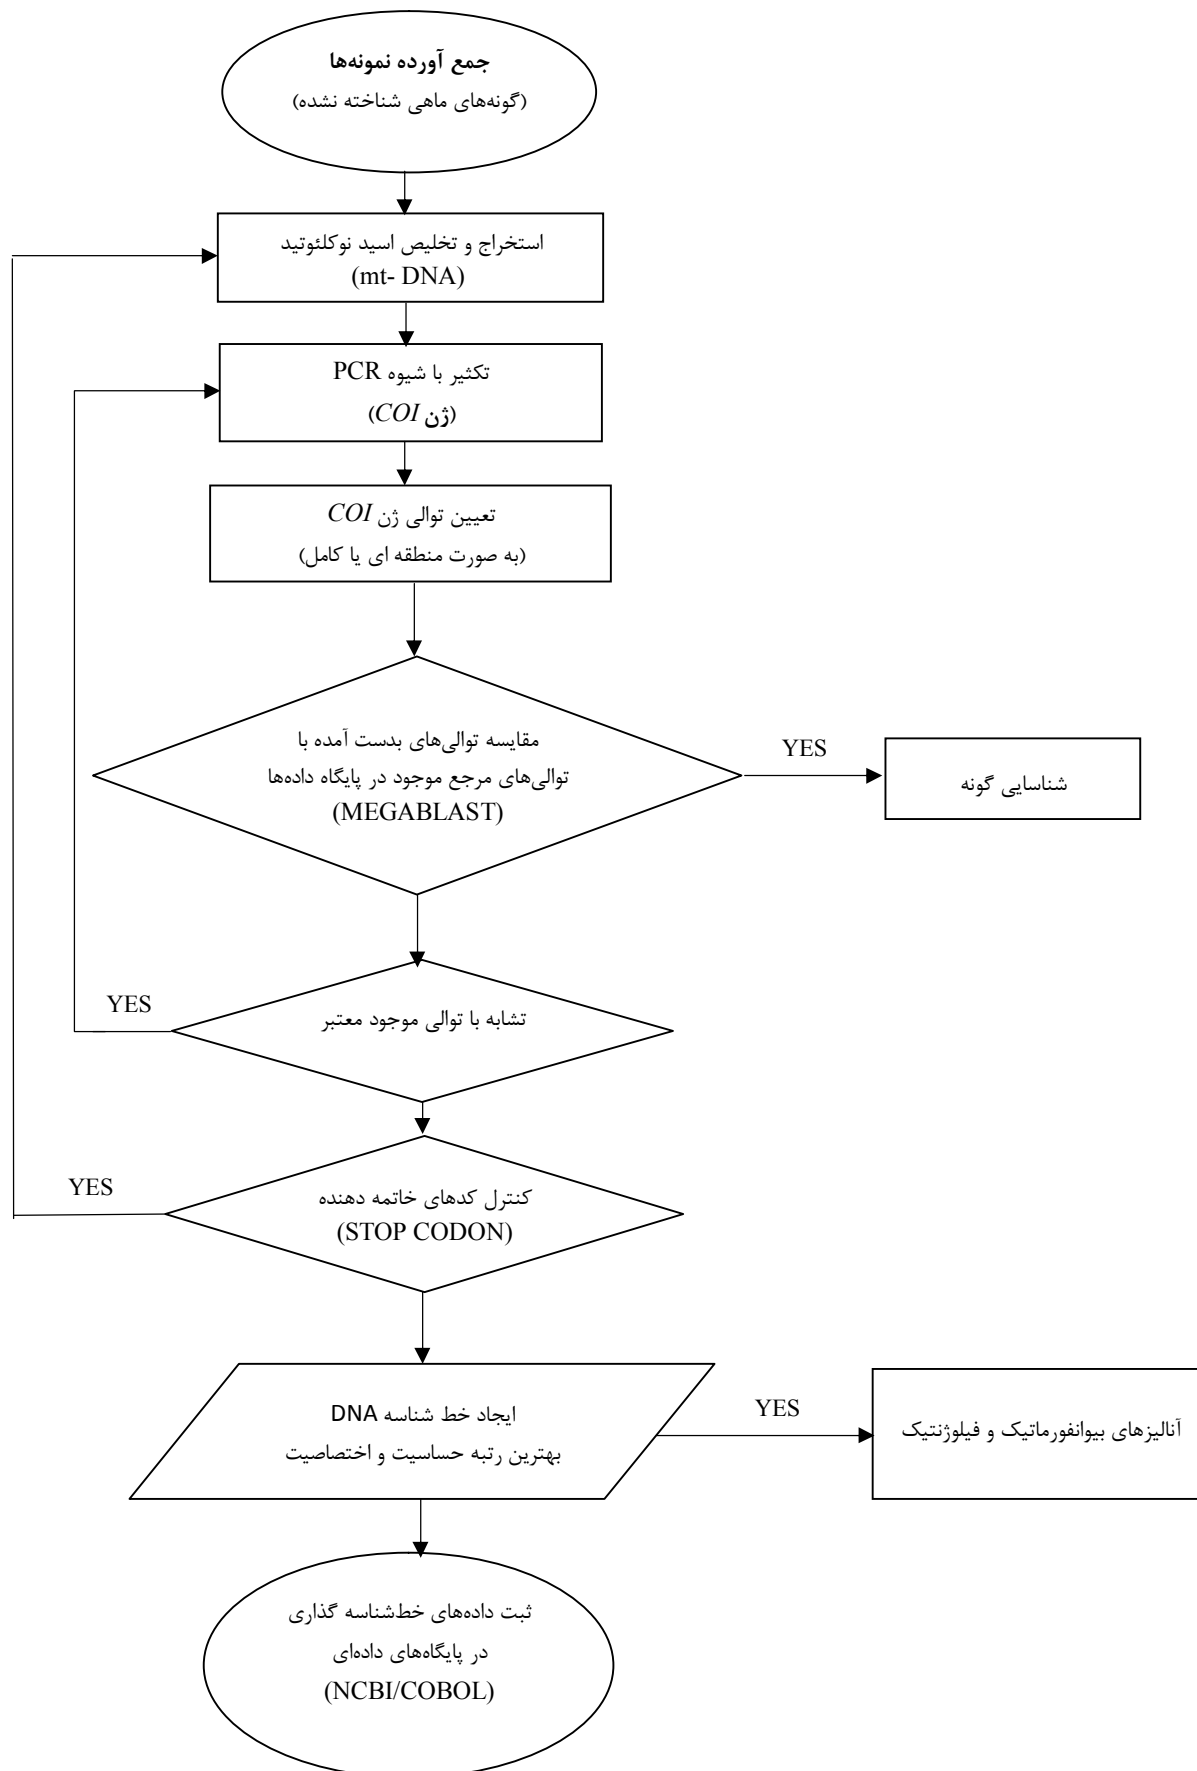 جمع آورده نمونه‌ها
(گونه‌های ماهی شناخته نشده)
استخراج و تخلیص اسید نوکلئوتید
(mt- DNA)
تکثیر با شیوه PCR
(ژن COI)
تعیین توالی ژن COI
(به صورت منطقه ای یا کامل)
مقایسه توالی‌های بدست آمده با
توالی‌های مرجع موجود در پایگاه داده‌ها
(MEGABLAST)
YES
شناسایی گونه
تشابه با توالی موجود معتبر
YES
کنترل کدهای خاتمه دهنده
(STOP CODON)
YES
ایجاد خط شناسه DNA
بهترین رتبه حساسیت و اختصاصیت
YES
آنالیزهای بیوانفورماتیک و فیلوژنتیک
ثبت داده‌های خط‌شناسه گذاری
در پایگاه‌های داده‌ای
(NCBI/COBOL)